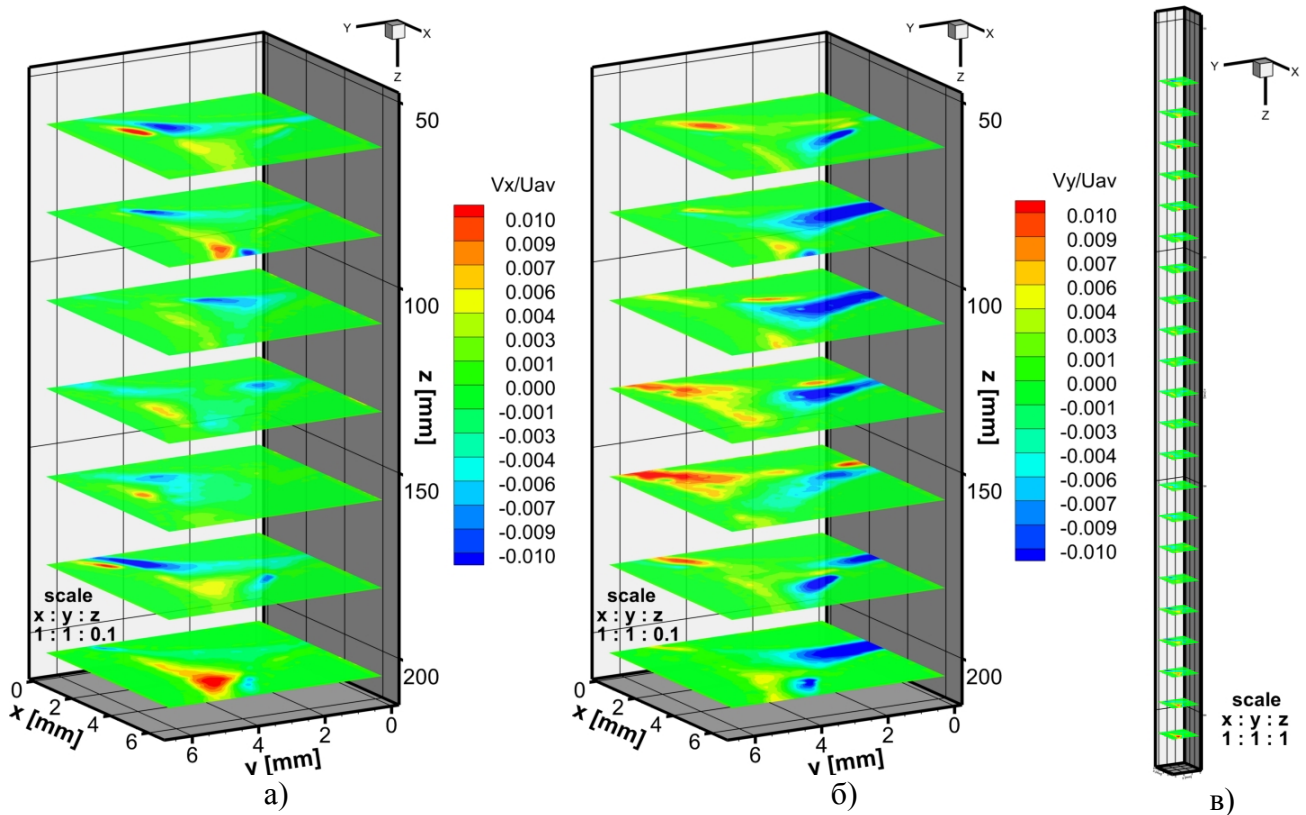 Y
X
Z
50
100
150
200
z [mm]
Vx/Uav
0.010
0.009
0.007
0.006
0.004
0.003
0.001
0.000
-0.001
-0.003
-0.004
-0.006
-0.007
-0.009
-0.010
scale
x : y : z
1 : 1 : 0.1
0
2
4
6
x [mm]
6
4
2
0
y [mm]
а)
Y
X
Z
50
100
150
200
z [mm]
Vy/Uav
0.010
0.009
0.007
0.006
0.004
0.003
0.001
0.000
-0.001
-0.003
-0.004
-0.006
-0.007
-0.009
-0.010
scale
x : y : z
1 : 1 : 0.1
0
2
4
6
x [mm]
6
4
2
0
y [mm]
б)
Y
X
Z
scale
x : y : z
1 : 1 : 1
в)